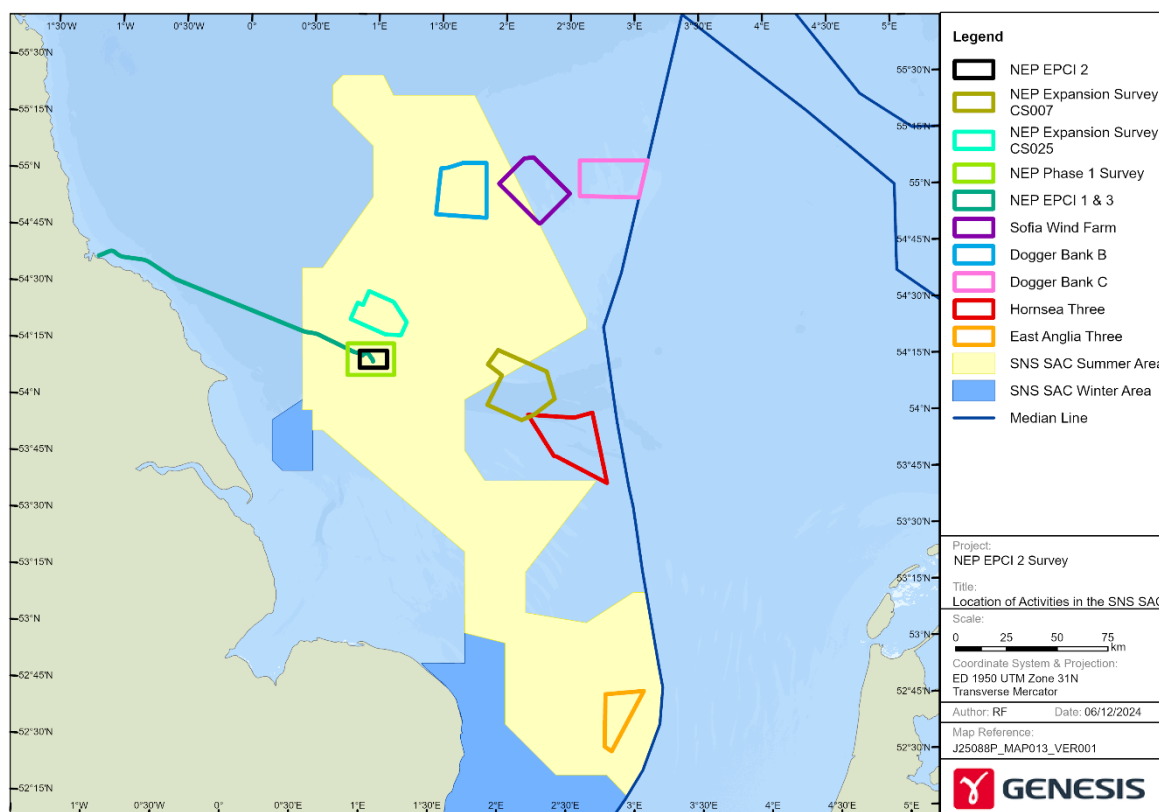 1°30'W
1°W
0°30'W
0°
0°30'E
1°E
1°30'E
2°E
2°30'E
3°E
3°30'E
4°E
4°30'E
5°E
5°30'E
55°30'N
55°15'N
55°N
54°45'N
54°30'N
54°15'N
54°N
53°45'N
53°30'N
53°15'N
53°N
52°45'N
52°30'N
52°15'N
55°30'N
55°45'N
55°N
54°45'N
54°30'N
54°15'N
54°N
53°45'N
53°30'N
53°15'N
53°N
52°45'N
52°30'N
1°W
0°30'W
0°
0°30'E
1°E
1°30'E
2°E
2°30'E
3°E
3°30'E
4°E
4°30'E
5°E
Legend
NEP EPCI 2
NEP Expansion Survey
CS007
NEP Expansion Survey
CS025
NEP Phase 1 Survey
NEP EPCI 1 & 3
Sofia Wind Farm
Dogger Bank B
Dogger Bank C
Hornsea Three
East Anglia Three
SNS SAC Summer Area
SNS SAC Winter Area
Median Line
Project:
NEP EPCI 2 Survey
Title:
Location of Activities in the SNS SAC
Scale:
0 25 50 75
km
Coordinate System & Projection:
ED 1950 UTM Zone 31N
Transverse Mercator
Author: RF Date: 06/12/2024
Map Reference:
J25088P_MAP013_VER001
GENESIS